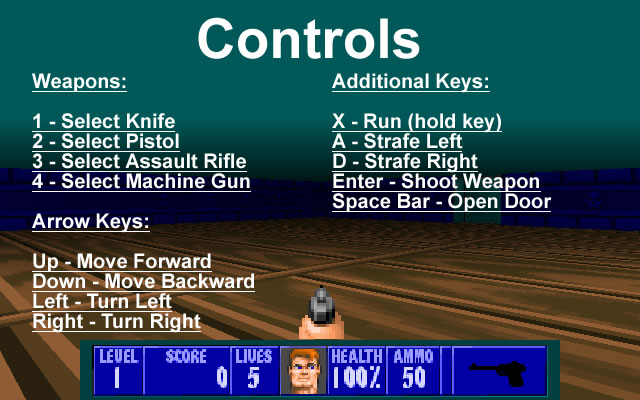 Controls
Weapons:
1 - Select Knife
2 - Select Pistol
3 - Select Assault Rifle
4 - Select Machine Gun
Arrow Keys:
Up - Move Forward
Down - Move Backward
Left - Turn Left
Right - Turn Right
Additional Keys:
X - Run (hold key)
A - Strafe Left
D - Strafe Right
Enter - Shoot Weapon
Space Bar - Open Door
LEVEL SCORE LIVES HEALTH AMMO
1 0 5 100% 50